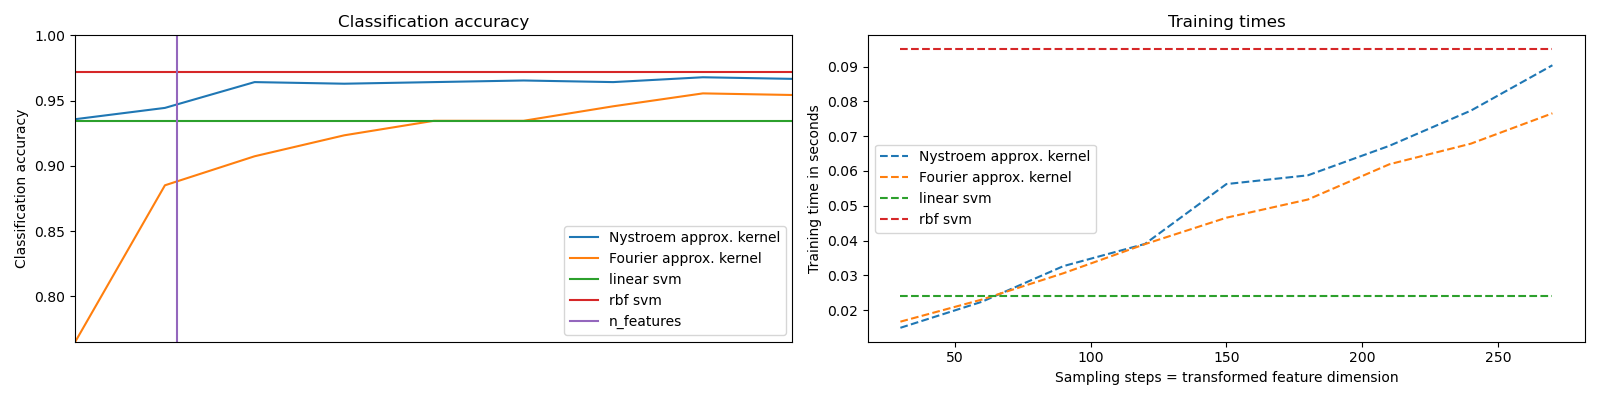 Classification accuracy
Classification accuracy
1.00
0.95
0.90
0.85
0.80
Nystroem approx. kernel
Fourier approx. kernel
linear svm
rbf svm
n_features
Training times
Training time in seconds
0.09
0.08
0.07
0.06
0.05
0.04
0.03
0.02
Nystroem approx. kernel
Fourier approx. kernel
linear svm
rbf svm
50
100
150
200
250
Sampling steps = transformed feature dimension